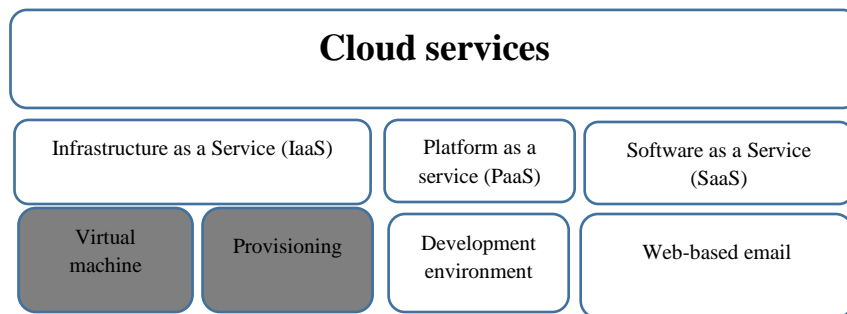 Cloud services
Infrastructure as a Service (IaaS)
Platform as a
service (PaaS)
Software as a Service
(SaaS)
Virtual
machine
Provisioning
Development
environment
Web-based email